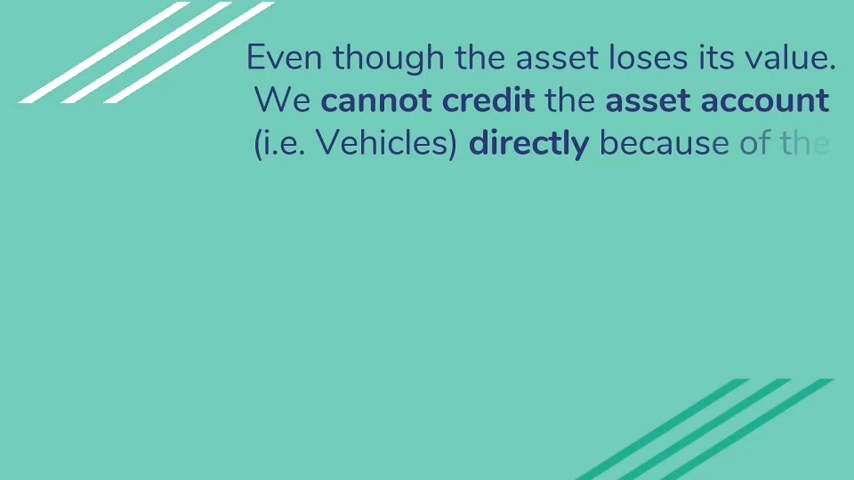 Even though the asset loses its value.
We cannot credit the asset account
(i.e. Vehicles) directly because of the